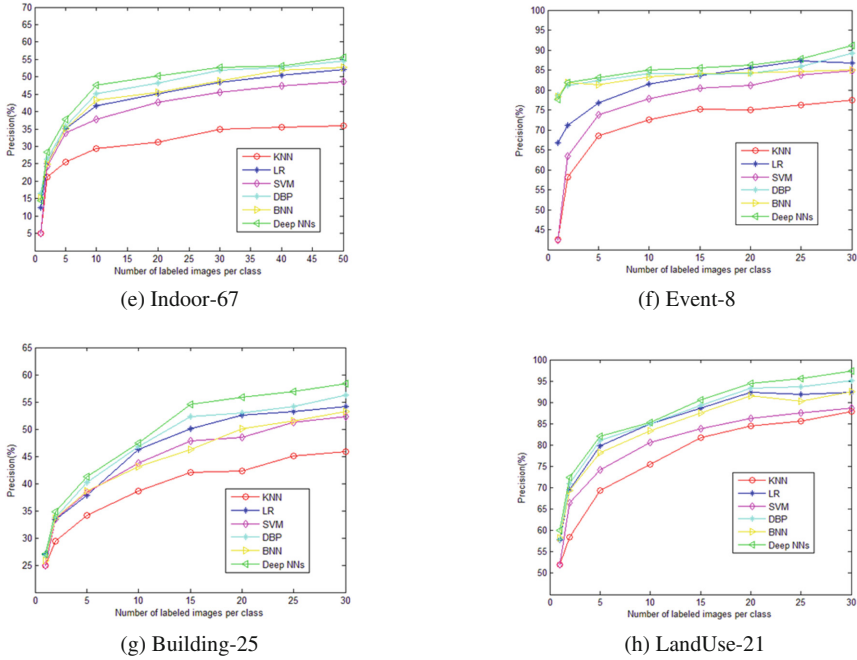 70
65
60
55
50
45
40
35
30
25
20
15
10
5
Precision(%)
0 5 10 15 20 25 30 35 40 45 50
Number of labeled images per class
KNN
LR
SVM
DBP
BNN
Deep NNs
(e) Indoor-67
100
95
90
85
80
75
70
65
60
55
50
45
Precision(%)
0 5 10 15 20 25 30
Number of labeled images per class
KNN
LR
SVM
DBP
BNN
Deep NNs
(f) Event-8
65
60
55
50
45
40
35
30
25
Precision(%)
0 5 10 15 20 25 30
Number of labeled images per class
KNN
LR
SVM
DBP
BNN
Deep NNs
(g) Building-25
100
95
90
85
80
75
70
65
60
55
50
Precision(%)
0 5 10 15 20 25 30
Number of labeled images per class
KNN
LR
SVM
DBP
BNN
Deep NNs
(h) LandUse-21